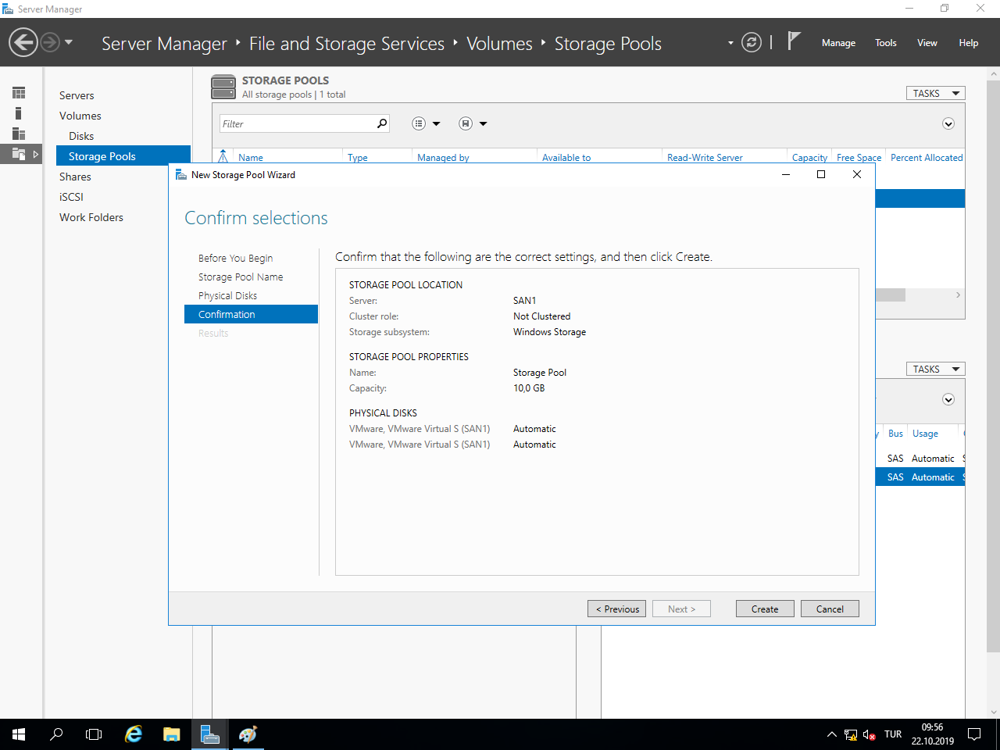 Server Manager
Server Manager ‣ File and Storage Services ‣ Volumes ‣ Storage Pools
Manage Tools View Help
Servers
Volumes
Disks
Storage Pools
Shares
iSCSI
Work Folders
STORAGE POOLS
All storage pools | 1 total
TASKS
Filter
Name Type Managed by Available to Read-Write Server Capacity Free Space Percent Allocated
New Storage Pool Wizard
Confirm selections
Before You Begin
Storage Pool Name
Physical Disks
Confirmation
Results
Confirm that the following are the correct settings, and then click Create.
STORAGE POOL LOCATION
Server: SAN1
Cluster role: Not Clustered
Storage subsystem: Windows Storage
STORAGE POOL PROPERTIES
Name: Storage Pool
Capacity: 10,0 GB
PHYSICAL DISKS
VMware, VMware Virtual S (SAN1) Automatic
VMware, VMware Virtual S (SAN1) Automatic
< Previous Next > Create Cancel
TASKS
Bus Usage
SAS Automatic
SAS Automatic
TUR
09:56
22.10.2019